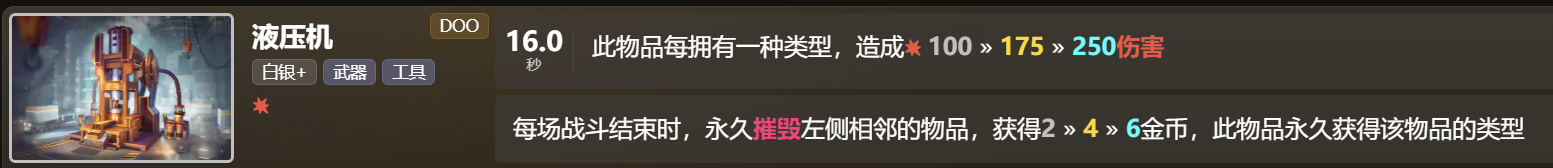 液压机
DOO
白银+
武器
工具
16.0
秒
此物品每拥有一种类型，造成 100 » 175 » 250伤害
每场战斗结束时，永久摧毁左侧相邻的物品，获得2 » 4 » 6金币，此物品永久获得该物品的类型